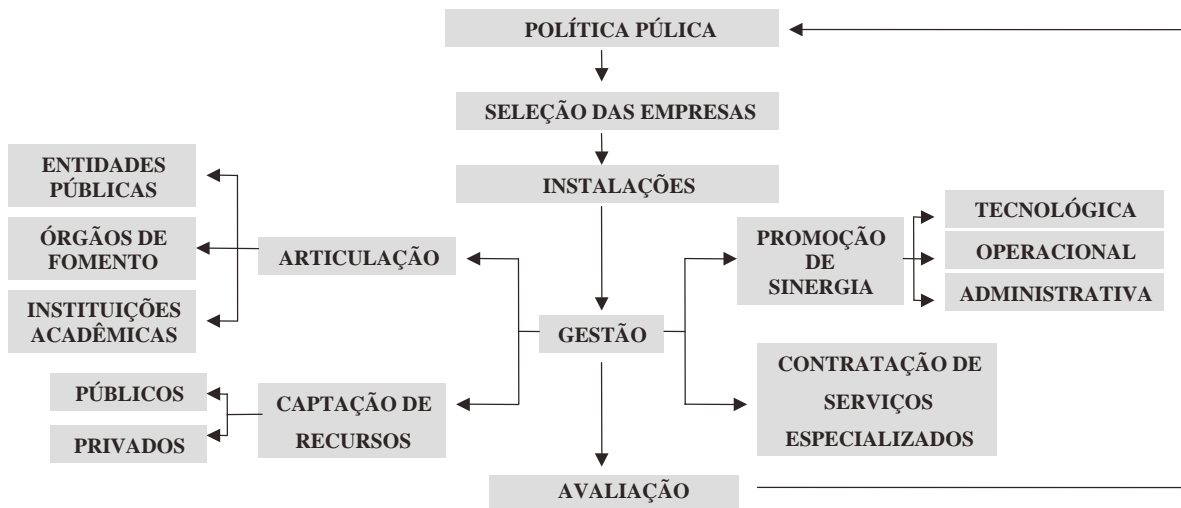 POLÍTICA PÚLICA
SELEÇÃO DAS EMPRESAS
INSTALAÇÕES
ENTIDADES
PÚBLICAS
ÓRGÃOS DE
FOMENTO
INSTITUIÇÕES
ACADÊMICAS
ARTICULAÇÃO
PROMOÇÃO
DE
SINERGIA
TECNOLÓGICA
OPERACIONAL
ADMINISTRATIVA
GESTÃO
PÚBLICOS
PRIVADOS
CAPTAÇÃO DE
RECURSOS
CONTRATAÇÃO DE
SERVIÇOS
ESPECIALIZADOS
AVALIAÇÃO